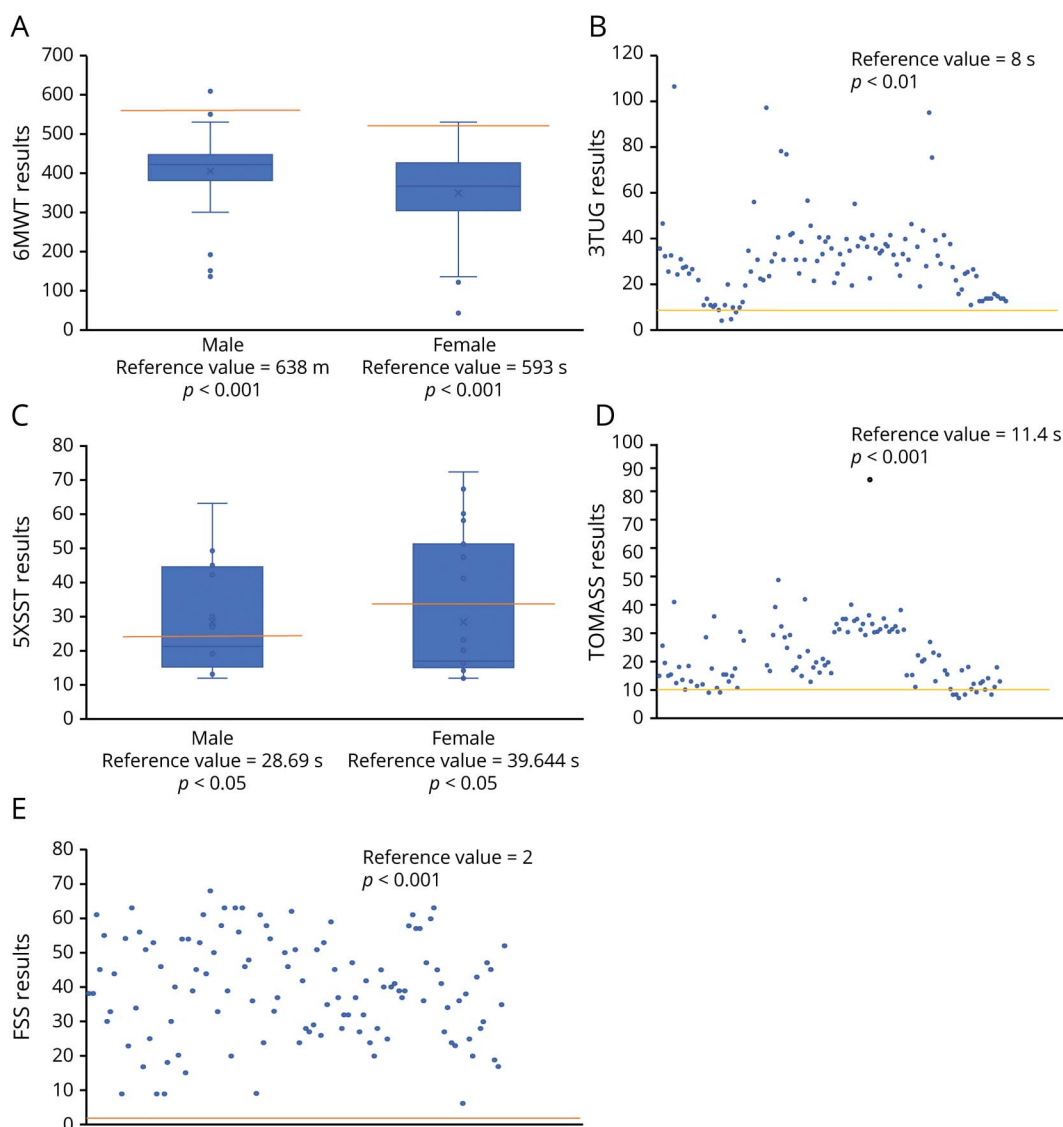 A
700
600
500
400
300
200
100
0
6MWT results
Male
Reference value = 638 m
p < 0.001
Female
Reference value = 593 s
p < 0.001
B
120
100
80
60
40
20
0
3TUG results
Reference value = 8 s
p < 0.01
C
80
70
60
50
40
30
20
10
0
5XSST results
Male
Reference value = 28.69 s
p < 0.05
Female
Reference value = 39.644 s
p < 0.05
D
100
90
80
70
60
50
40
30
20
10
0
TOMASS results
Reference value = 11.4 s
p < 0.001
E
80
70
60
50
40
30
20
10
0
FSS results
Reference value = 2
p < 0.001